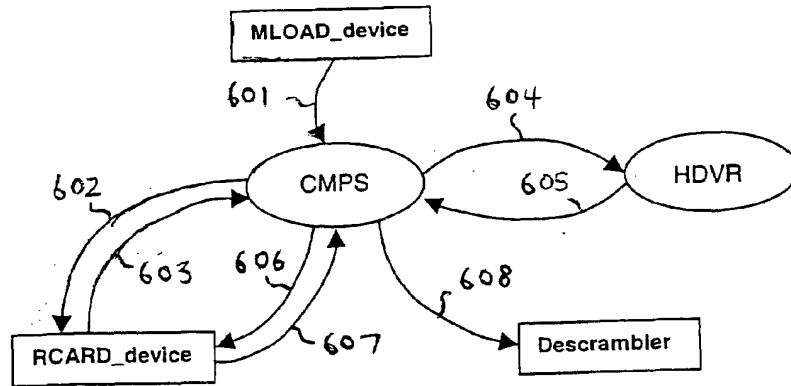 MLOAD_device
601
604
CMPS
HDVR
602
605
603
606
608
607
RCARD_device
Descrambler